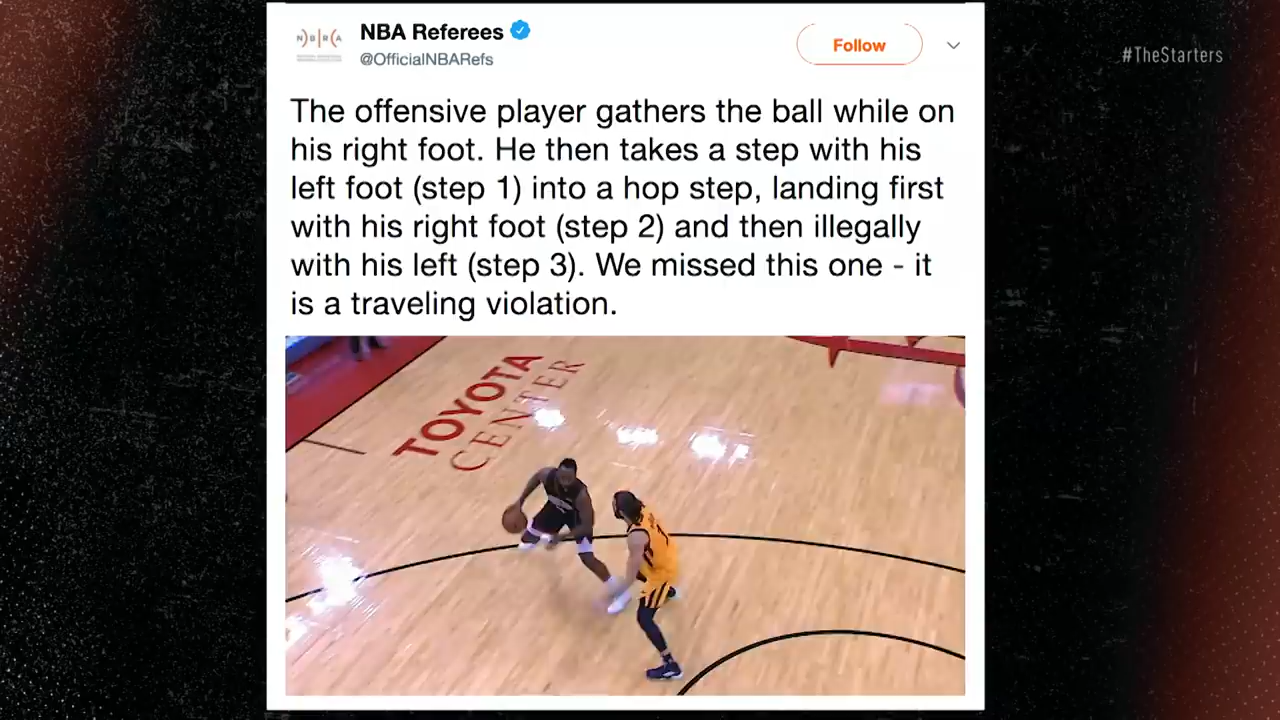 NBRA
NBA Referees
@OfficialNBARefs
Follow
#TheStarters
The offensive player gathers the ball while on
his right foot. He then takes a step with his
left foot (step 1) into a hop step, landing first
with his right foot (step 2) and then illegally
with his left (step 3). We missed this one - it
is a traveling violation.
TOYOTA
CENTER